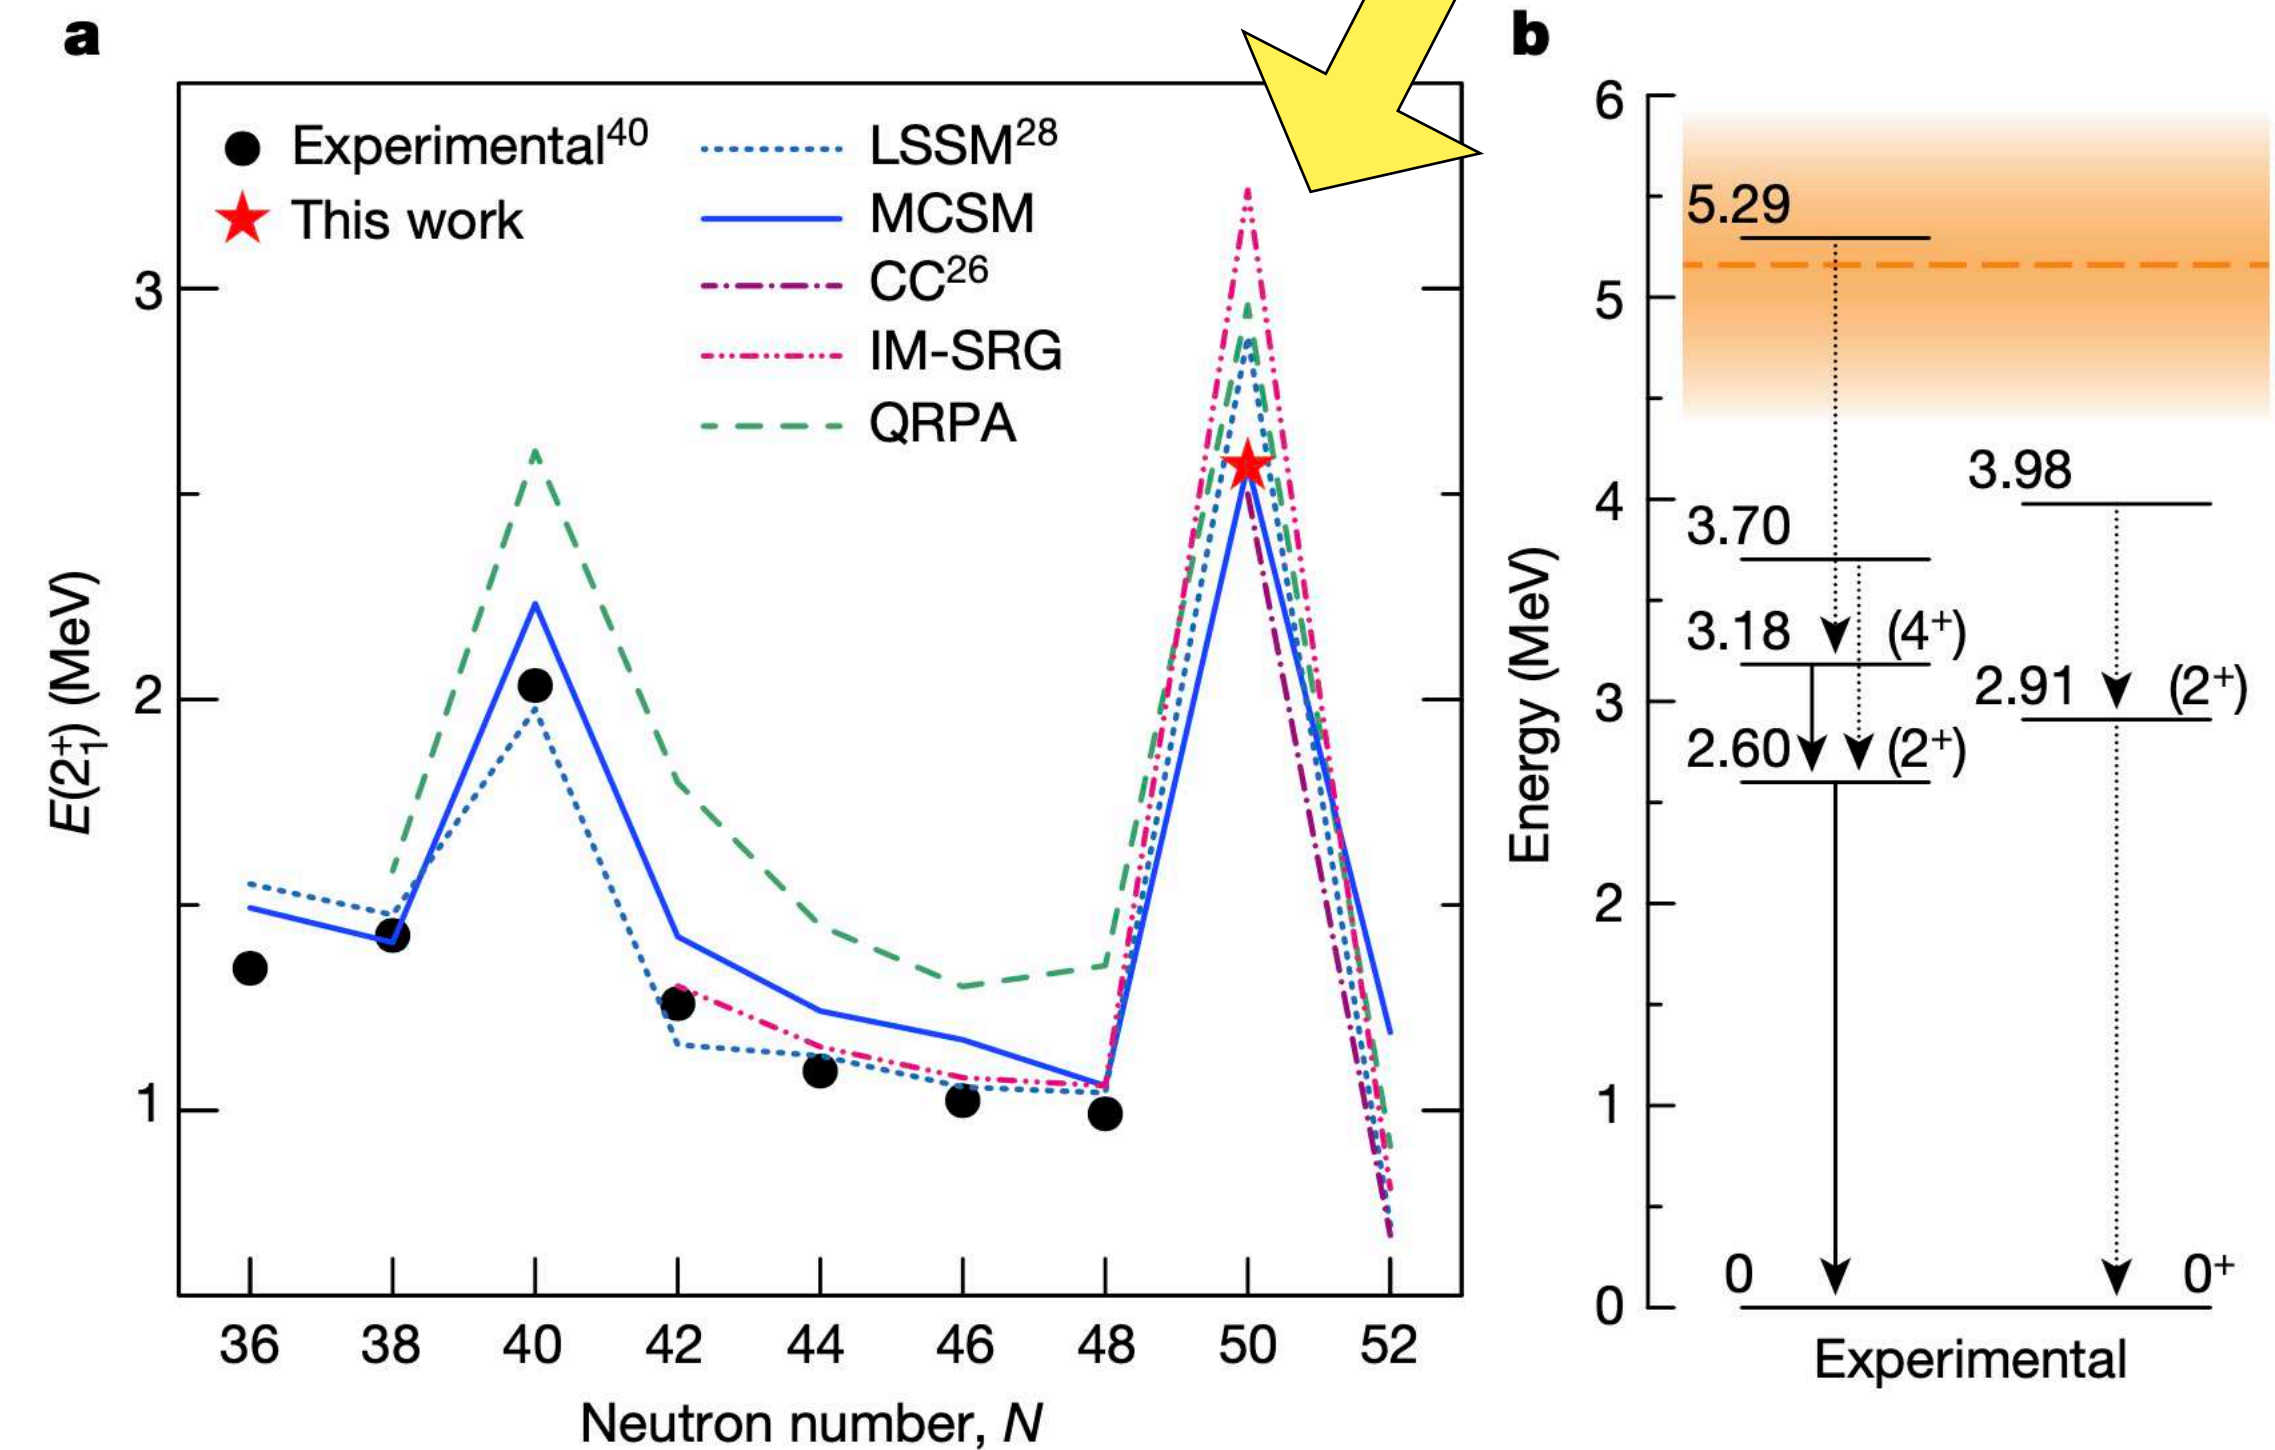 a
Experimental40
This work
LSSM28
MCSM
CC26
IM-SRG
QRPA
E(2+1) (MeV)
3
2
1
36 38 40 42 44 46 48 50 52
Neutron number, N
b
Energy (MeV)
6
5
4
3
2
1
0
5.29
3.98
3.70
3.18 (4+)
2.91 (2+)
2.60 (2+)
0 0+
Experimental